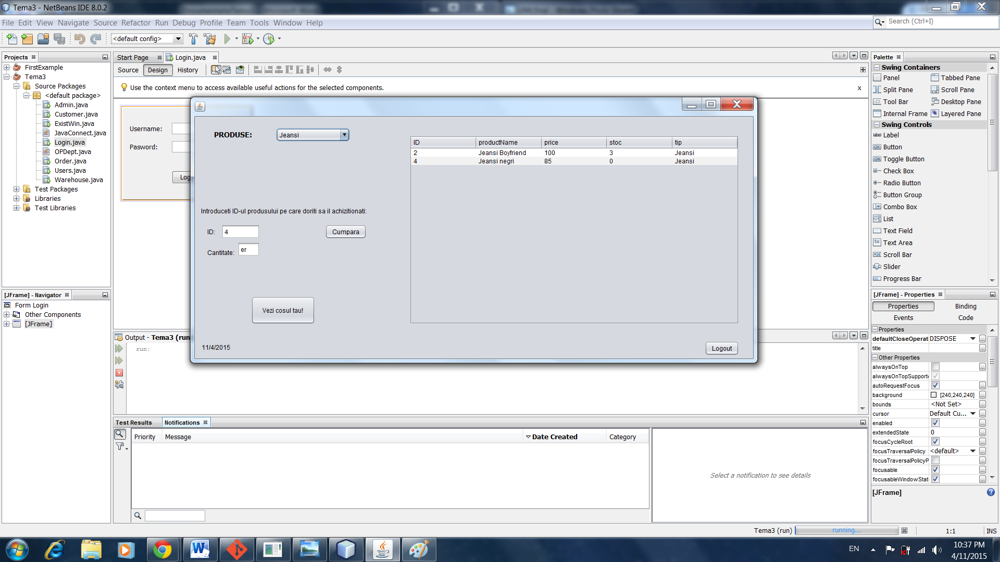 Tema3 - NetBeans IDE 8.0.2
File Edit View Navigate Source Refactor Run Debug Profile Team Tools Window Help
Search (Ctrl+I)
<default config>
Projects
FirstExample
Tema3
Source Packages
<default package>
Admin.java
Customer.java
ExistWin.java
JavaConnect.java
Login.java
OPDept.java
Order.java
Users.java
Warehouse.java
Test Packages
Libraries
Test Libraries
[JFrame] - Navigator
Form Login
Other Components
[JFrame]
Start Page Login.java
Source Design History
Use the context menu to access available useful actions for the selected components. x
Username:
Pasword:
Log
PRODUSE: Jeansi
ID productName price stoc tip
2 Jeansi Boyfriend 100 3 Jeansi
4 Jeansi negri 85 0 Jeansi
Introduceti ID-ul produsului pe care doriti sa il achizitionati:
ID: 4 Cumpara
Cantitate: er
Vezi cosul tau!
11/4/2015
Logout
Output - Tema3 (run
run:
Test Results Notifications
Priority Message Date Created Category
Select a notification to see details
Palette
Swing Containers
Panel Tabbed Pane
Split Pane Scroll Pane
Tool Bar Desktop Pane
Internal Frame Layered Pane
Swing Controls
label Label
OK Button
ON Toggle Button
Check Box
Radio Button
Button Group
Combo Box
List
Text Field
tx Text Area
Scroll Bar
Slider
Progress Bar
[JFrame] - Properties
Properties Binding
Events Code
Properties
defaultCloseOperat DISPOSE ...
title ...
Other Properties
alwaysOnTop ...
alwaysOnTopSupporte
autoRequestFocus ...
background [240,240,240] ...
bounds <Not Set> ...
cursor Default Cu... ...
enabled ...
extendedState 0 ...
focusCycleRoot ...
focusTraversalPolicy <default> ...
focusTraversalPolicyP ...
focusable ...
focusableWindowStat ...
[JFrame] ?
Tema3 (run) running... 1:1 INS
EN 10:37 PM
4/11/2015